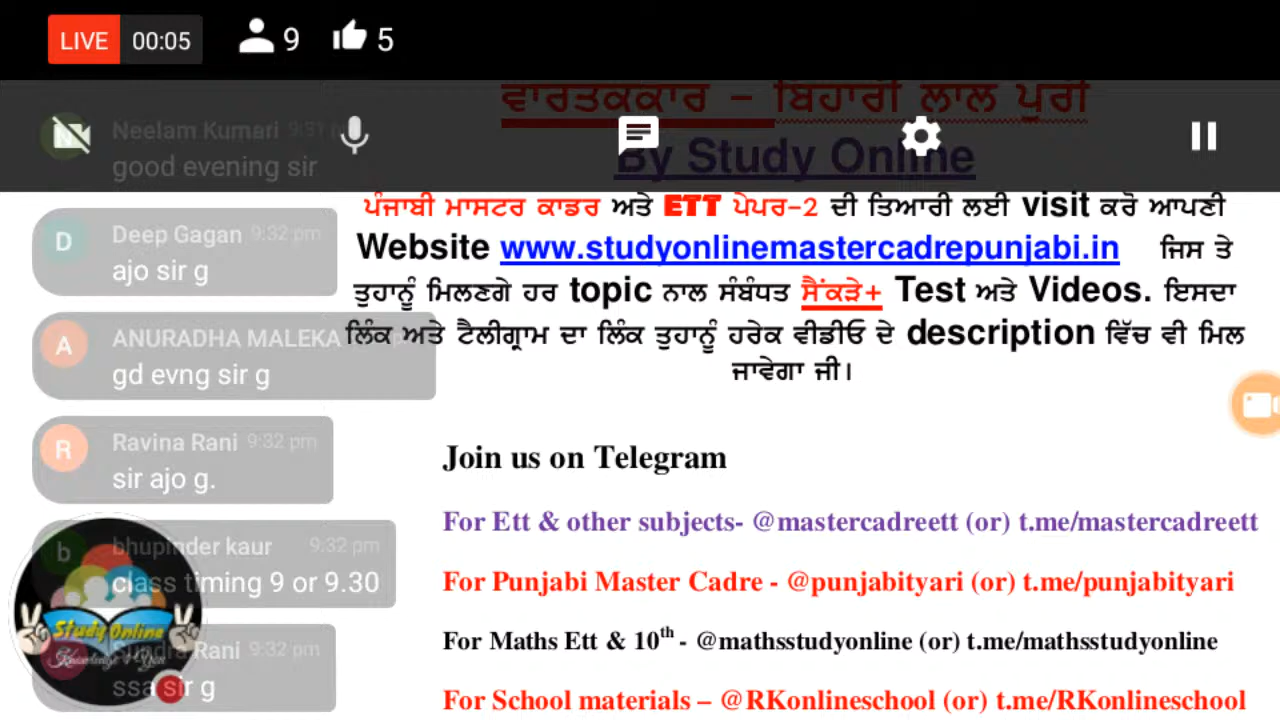 LIVE 00:05 9 5
ਵਾਰਤਕਕਾਰ – ਬਿਹਾਰੀ ਲਾਲ ਪੁਰੀ
By Study Online
ਪੰਜਾਬੀ ਮਾਸਟਰ ਕਾਡਰ ਅਤੇ ETT ਪੇਪਰ-2 ਦੀ ਤਿਆਰੀ ਲਈ visit ਕਰੋ ਆਪਣੀ
Website www.studyonlinemastercadrepunjabi.in ਜਿਸ ਤੇ
ਤੁਹਾਨੂੰ ਮਿਲਣਗੇ ਹਰ topic ਨਾਲ ਸੰਬੰਧਤ ਸੈਂਕੜੇ+ Test ਅਤੇ Videos. ਇਸਦਾ
ਲਿੰਕ ਅਤੇ ਟੈਲੀਗ੍ਰਾਮ ਦਾ ਲਿੰਕ ਤੁਹਾਨੂੰ ਹਰੇਕ ਵੀਡੀਓ ਦੇ description ਵਿੱਚ ਵੀ ਮਿਲ
ਜਾਵੇਗਾ ਜੀ।
Join us on Telegram
For Ett & other subjects- @mastercadreett (or) t.me/mastercadreett
For Punjabi Master Cadre - @punjabityari (or) t.me/punjabityari
For Maths Ett & 10th - @mathsstudyonline (or) t.me/mathsstudyonline
For School materials – @RKonlineschool (or) t.me/RKonlineschool
Neelam Kumari 9:31 pm
good evening sir
D
Deep Gagan 9:32 pm
ajo sir g
A
ANURADHA MALEKA
gd evng sir g
R
Ravina Rani 9:32 pm
sir ajo g.
b
bhupinder kaur 9:32 pm
class timing 9 or 9.30
Rani 9:32 pm
ssa sir g
Study Online
Knowledge 4 You